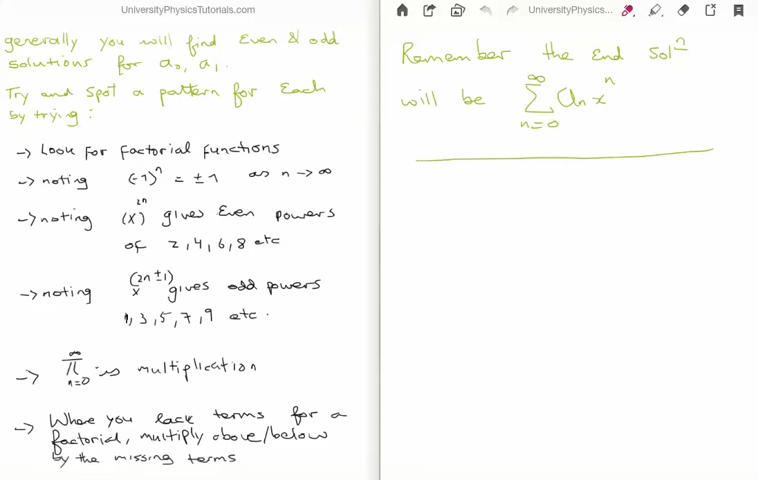 UniversityPhysicsTutorials.com
generally you will find Even & odd
solutions for a₀, a₁
Try and spot a pattern for Each
by trying:
→ Look for factorial functions
→ noting (-1)ⁿ = ±1 as n → ∞
→ noting (x)²ⁿ gives Even powers
of 2, 4, 6, 8 etc
→ noting x^(2n±1) gives odd powers
1, 3, 5, 7, 9 etc.
→ ∞ π n=0 is multiplication
→ Where you lack terms for a
factorial, multiply above/below
by the missing terms
UniversityPhysics...
Remember the End solⁿ
will be ∞ Σ n=0 aₙ xⁿ